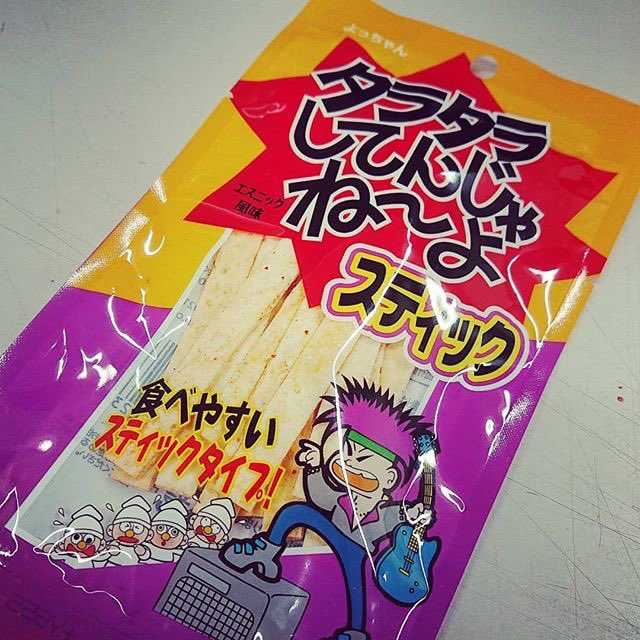 よっちゃん
タラタラ
してんじゃ
ね～よ
エスニック
風味
スティック
食べやすい
スティックタイプ!